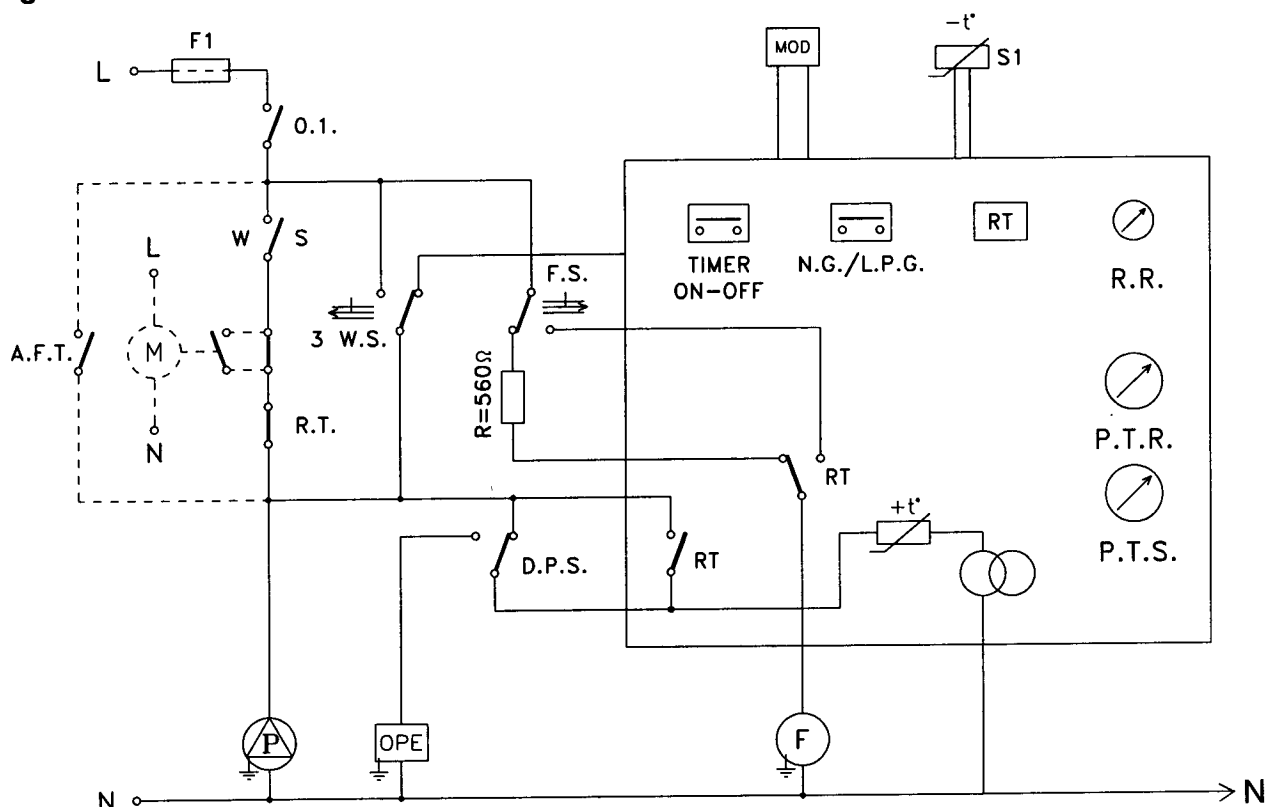 F1
L
O.1.
MOD
-t°
S1
W S
L
A.F.T.
M
N
R.T.
3 W.S.
F.S.
R=560Ω
TIMER
ON-OFF
N.G./L.P.G.
RT
R.R.
P.T.R.
P.T.S.
RT
+t°
D.P.S.
RT
P
OPE
F
N
N